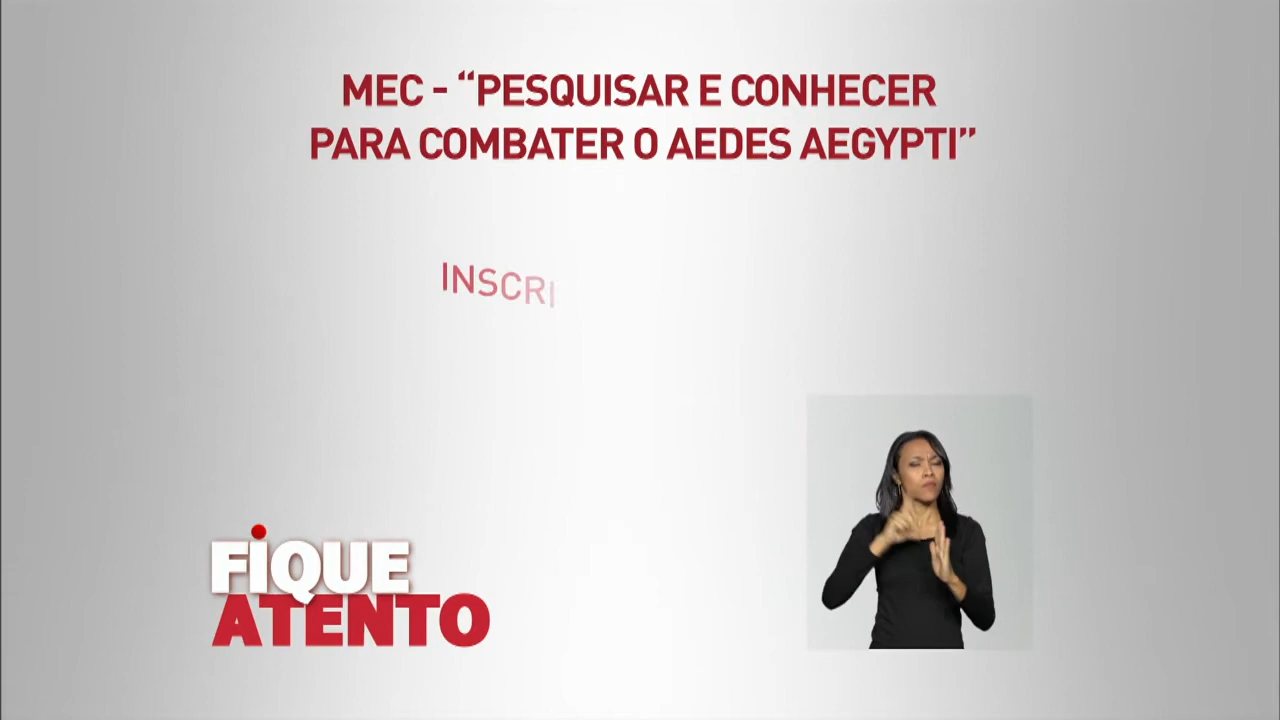 MEC - “PESQUISAR E CONHECER
PARA COMBATER O AEDES AEGYPTI”
INSCRI
FIQUE
ATENTO